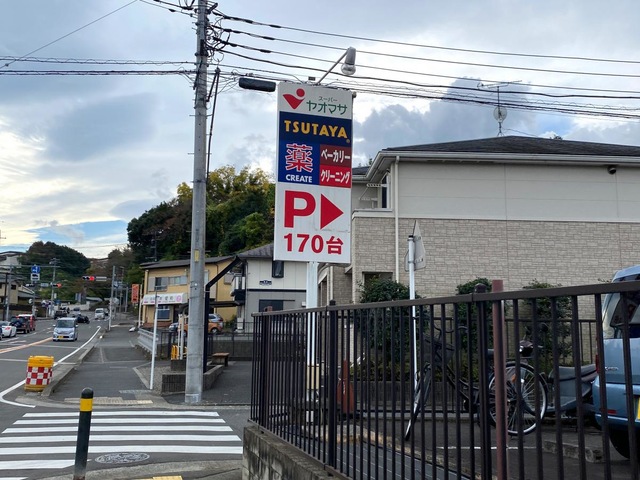 スーパー
ヤオマサ
TSUTAYA
薬
CREATE
ベーカリー
クリーニング
P
170台